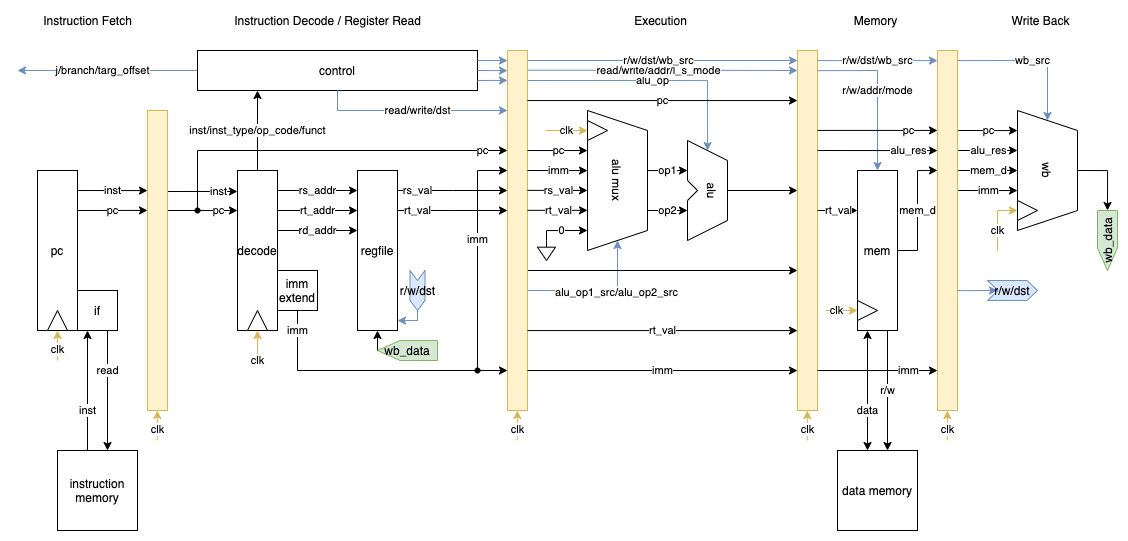 Instruction Fetch
Instruction Decode / Register Read
Execution
Memory
Write Back
j/branch/targ_offset
control
r/w/dst/wb_src
read/write/addr/l_s_mode
alu_op
r/w/dst/wb_src
wb_src
r/w/addr/mode
read/write/dst
pc
inst/inst_type/op_code/funct
clk
pc
pc
pc
pc
pc
alu_res
alu_res
inst
inst
rs_addr
rs_val
imm
rs_val
op1
mem_d
imm
wb
pc
pc
rt_addr
rt_val
rt_val
op2
rt_val
mem_d
alu mux
alu
rd_addr
0
imm
clk
wb_data
pc
decode
regfile
mem
if
imm
extend
r/w/dst
alu_op1_src/alu_op2_src
r/w/dst
clk
imm
rt_val
clk
clk
wb_data
read
imm
imm
r/w
inst
data
clk
clk
clk
clk
instruction
memory
data memory